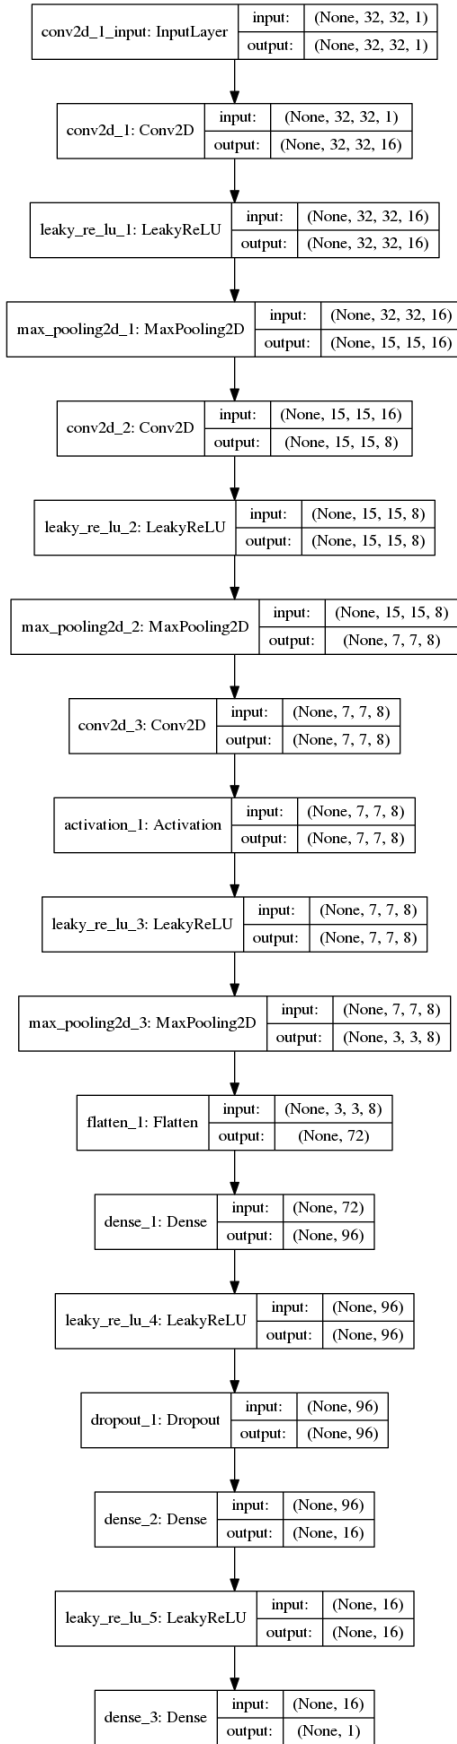 conv2d_1_input: InputLayer
input: (None, 32, 32, 1)
output: (None, 32, 32, 1)
conv2d_1: Conv2D
input: (None, 32, 32, 1)
output: (None, 32, 32, 16)
leaky_re_lu_1: LeakyReLU
input: (None, 32, 32, 16)
output: (None, 32, 32, 16)
max_pooling2d_1: MaxPooling2D
input: (None, 32, 32, 16)
output: (None, 15, 15, 16)
conv2d_2: Conv2D
input: (None, 15, 15, 16)
output: (None, 15, 15, 8)
leaky_re_lu_2: LeakyReLU
input: (None, 15, 15, 8)
output: (None, 15, 15, 8)
max_pooling2d_2: MaxPooling2D
input: (None, 15, 15, 8)
output: (None, 7, 7, 8)
conv2d_3: Conv2D
input: (None, 7, 7, 8)
output: (None, 7, 7, 8)
activation_1: Activation
input: (None, 7, 7, 8)
output: (None, 7, 7, 8)
leaky_re_lu_3: LeakyReLU
input: (None, 7, 7, 8)
output: (None, 7, 7, 8)
max_pooling2d_3: MaxPooling2D
input: (None, 7, 7, 8)
output: (None, 3, 3, 8)
flatten_1: Flatten
input: (None, 3, 3, 8)
output: (None, 72)
dense_1: Dense
input: (None, 72)
output: (None, 96)
leaky_re_lu_4: LeakyReLU
input: (None, 96)
output: (None, 96)
dropout_1: Dropout
input: (None, 96)
output: (None, 96)
dense_2: Dense
input: (None, 96)
output: (None, 16)
leaky_re_lu_5: LeakyReLU
input: (None, 16)
output: (None, 16)
dense_3: Dense
input: (None, 16)
output: (None, 1)